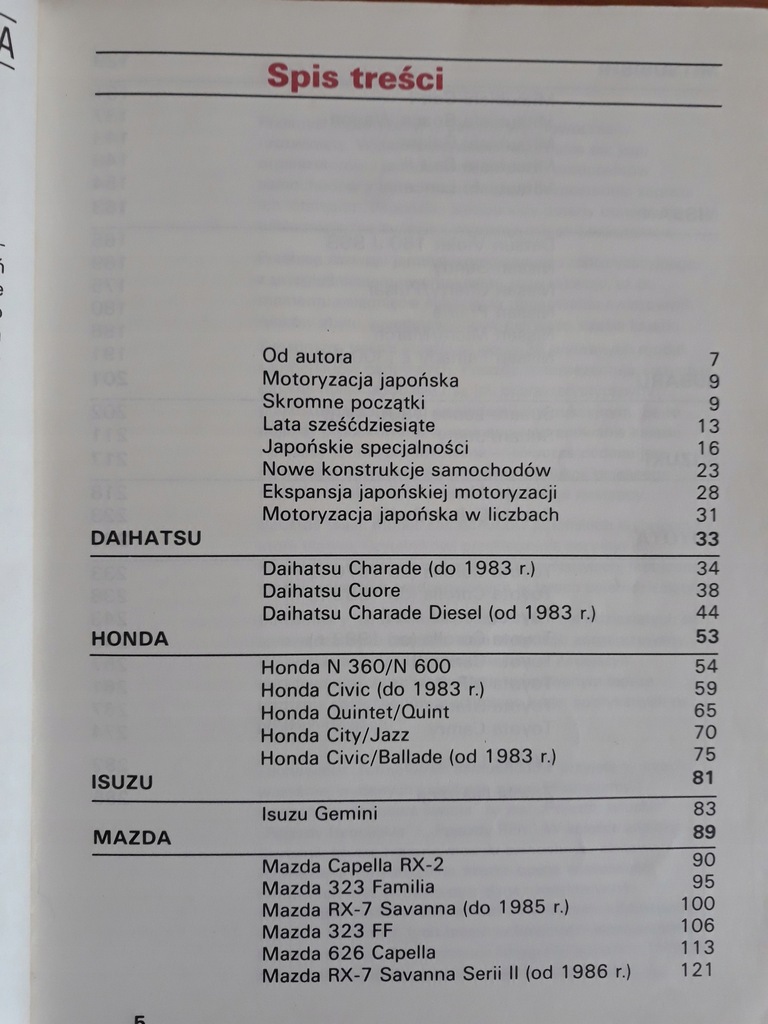 Spis treści
Od autora 7
Motoryzacja japońska 9
Skromne początki 9
Lata sześćdziesiąte 13
Japońskie specjalności 16
Nowe konstrukcje samochodów 23
Ekspansja japońskiej motoryzacji 28
Motoryzacja japońska w liczbach 31
DAIHATSU 33
Daihatsu Charade (do 1983 r.) 34
Daihatsu Cuore 38
Daihatsu Charade Diesel (od 1983 r.) 44
HONDA 53
Honda N 360/N 600 54
Honda Civic (do 1983 r.) 59
Honda Quintet/Quint 65
Honda City/Jazz 70
Honda Civic/Ballade (od 1983 r.) 75
ISUZU 81
Isuzu Gemini 83
MAZDA 89
Mazda Capella RX-2 90
Mazda 323 Familia 95
Mazda RX-7 Savanna (do 1985 r.) 100
Mazda 323 FF 106
Mazda 626 Capella 113
Mazda RX-7 Savanna Serii II (od 1986 r.) 121
5